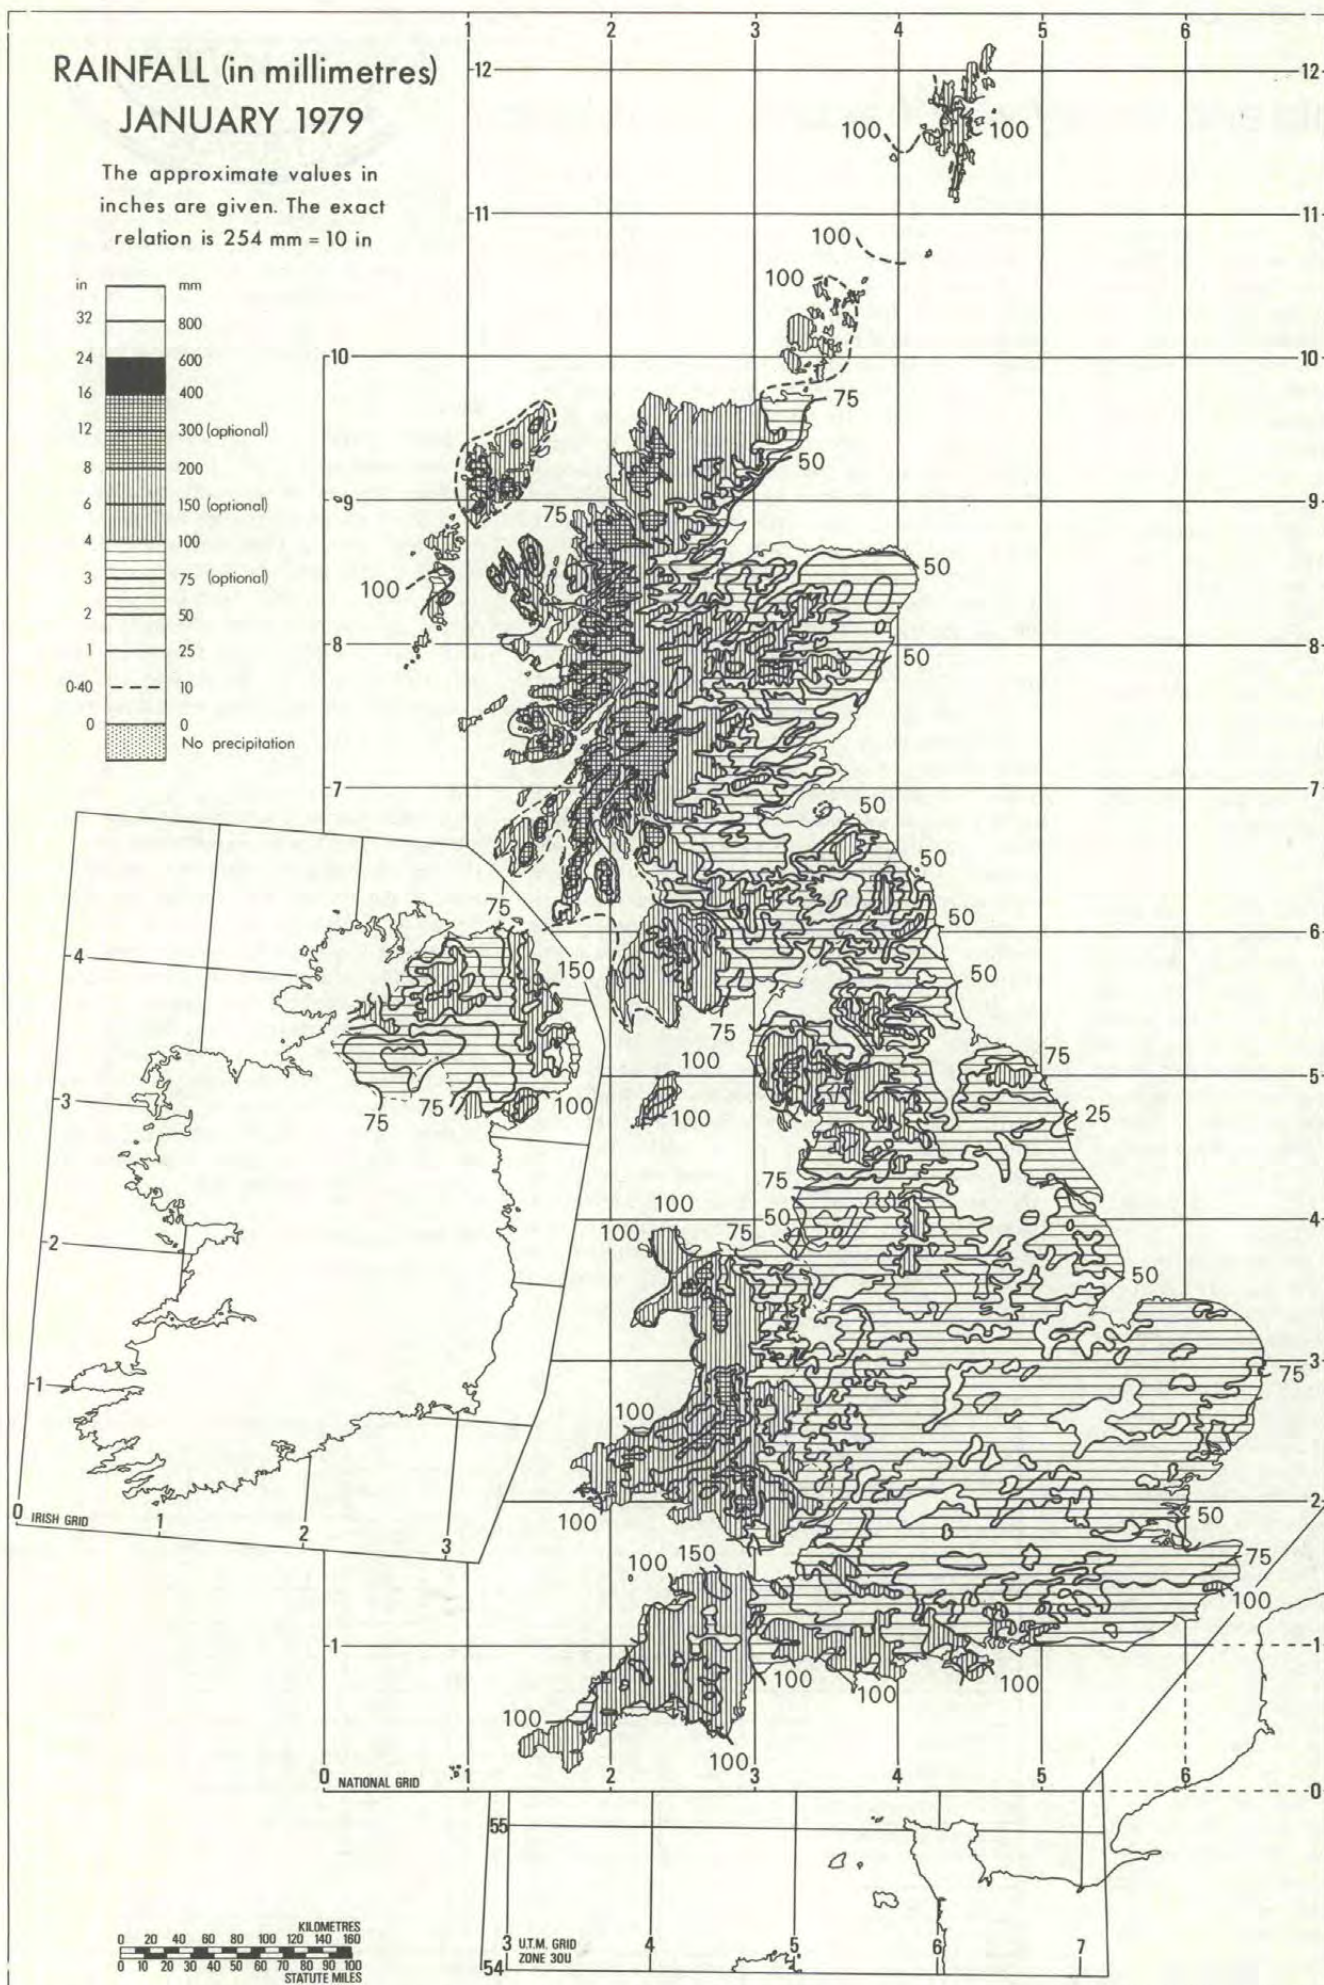 RAINFALL (in millimetres)
JANUARY 1979
The approximate values in
inches are given. The exact
relation is 254 mm = 10 in
in mm
32 800
24 600
16 400
12 300 (optional)
8 200
6 150 (optional)
4 100
3 75 (optional)
2 50
1 25
0·40 10
0 0
No precipitation
1 2 3 4 5 6
12 12
100 100
11 11
100
100
10 10
75
50
9 9
75
50
100
8 8
50
7 7
50
50
75
50
4 6 6
150 50
75
100 75
3 5 5
75 75 100 100 25
75
100 4
2 100 75 50
50
1 3
75
100
2
100 50
0 IRISH GRID 1 2 3
100 150 75
100
1 1
100 100 100
100
100
0 NATIONAL GRID 1 2 3 4 5 6 0
55
KILOMETRES
0 20 40 60 80 100 120 140 160
0 10 20 30 40 50 60 70 80 90 100
STATUTE MILES
3 U.T.M. GRID 4 5 6 7
ZONE 30U
54